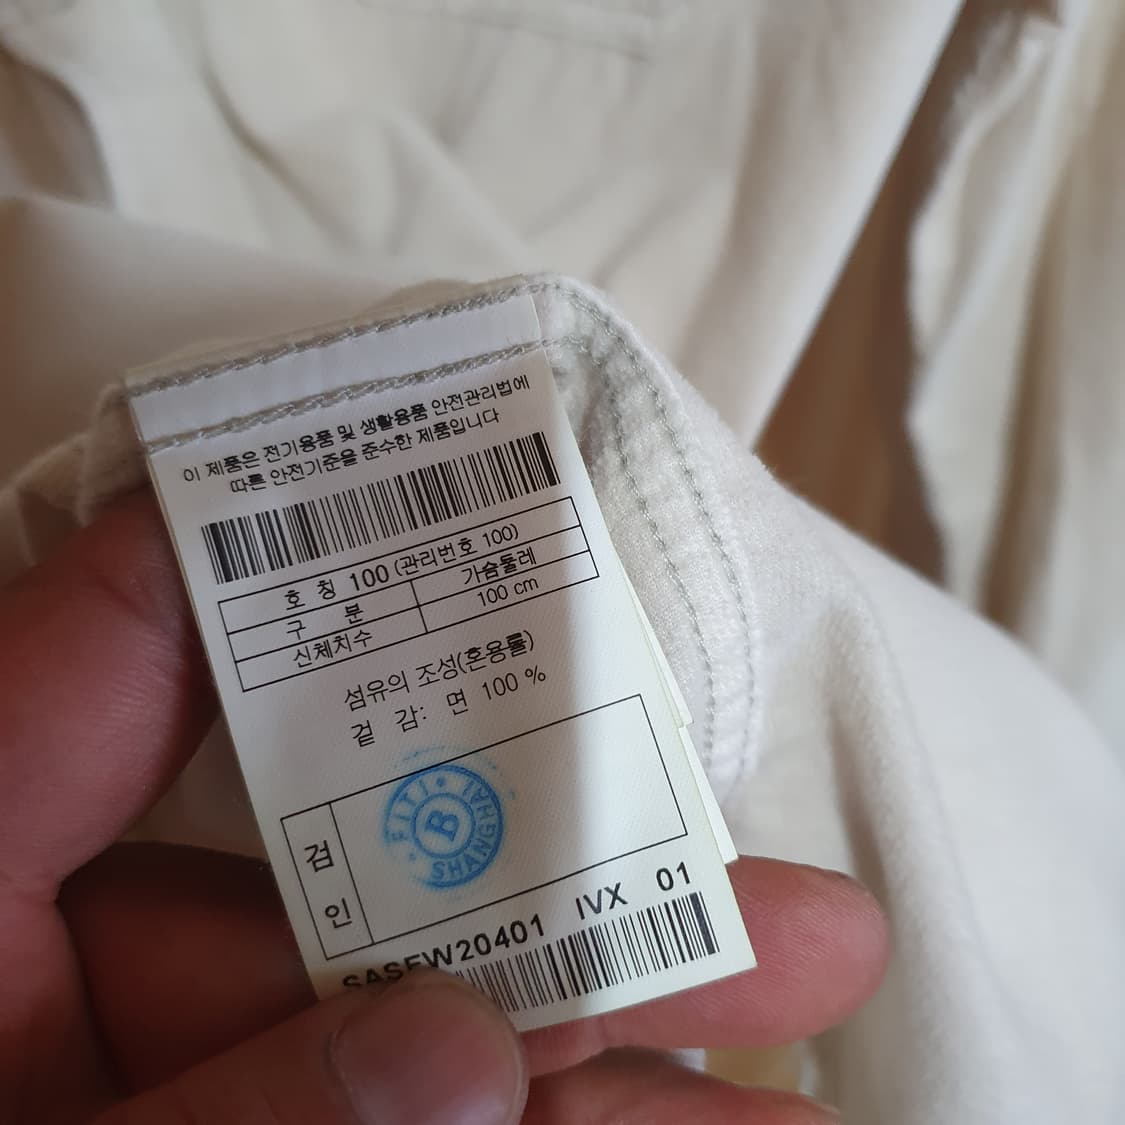 이 제품은 전기용품 및 생활용품 안전관리법에
따른 안전기준을 준수한 제품입니다
호 칭 100 (관리번호 100)
구 분 가슴둘레
신체치수 100 cm
섬유의 조성(혼용률)
겉 감: 면 100 %
검
인
FITI
B
SHANGHAI
SASFW20401 IVX 01